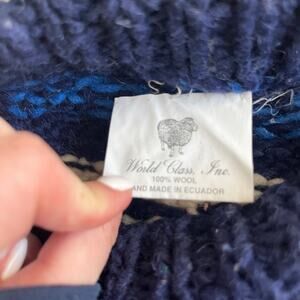 World Class, Inc.
100% WOOL
HAND MADE IN ECUADOR